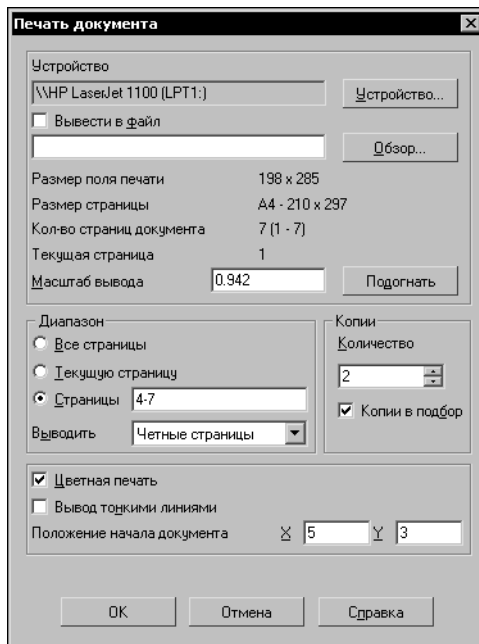 Печать документа
Устройство
\\HP LaserJet 1100 (LPT1:)
Устройство...
Вывести в файл
Обзор...
Размер поля печати 198 x 285
Размер страницы A4 - 210 x 297
Кол-во страниц документа 7 (1 - 7)
Текущая страница 1
Масштаб вывода 0.942 Подогнать
Диапазон
Все страницы
Текущую страницу
Страницы 4-7
Выводить Четные страницы
Копии
Количество
2
Копии в подбор
Цветная печать
Вывод тонкими линиями
Положение начала документа X 5 Y 3
OK Отмена Справка